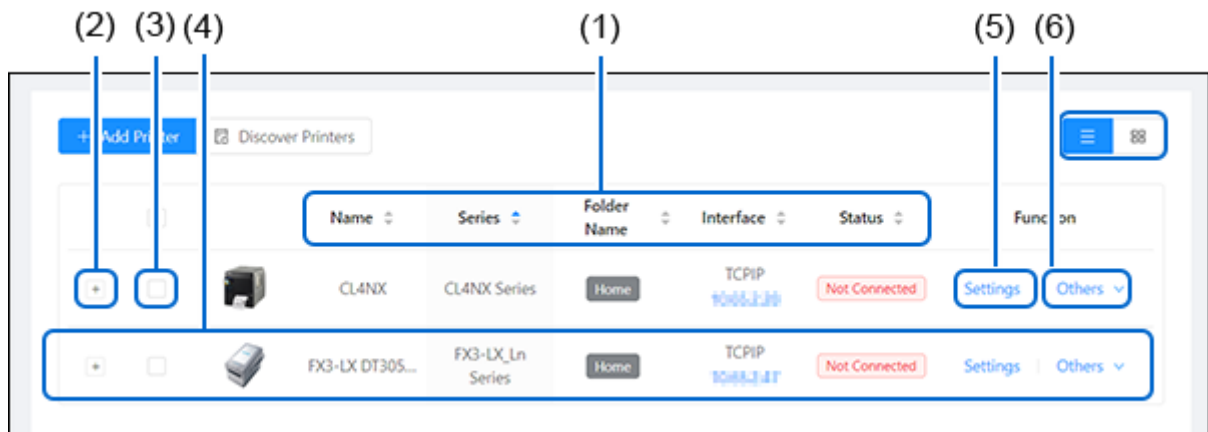 (2) (3) (4) (1) (5) (6)
+ Add Printer Discover Printers
Name Series Folder Name Interface Status Function
CL4NX CL4NX Series Home TCPIP Not Connected Settings Others
FX3-LX DT305... FX3-LX_Ln Series Home TCPIP Not Connected Settings Others